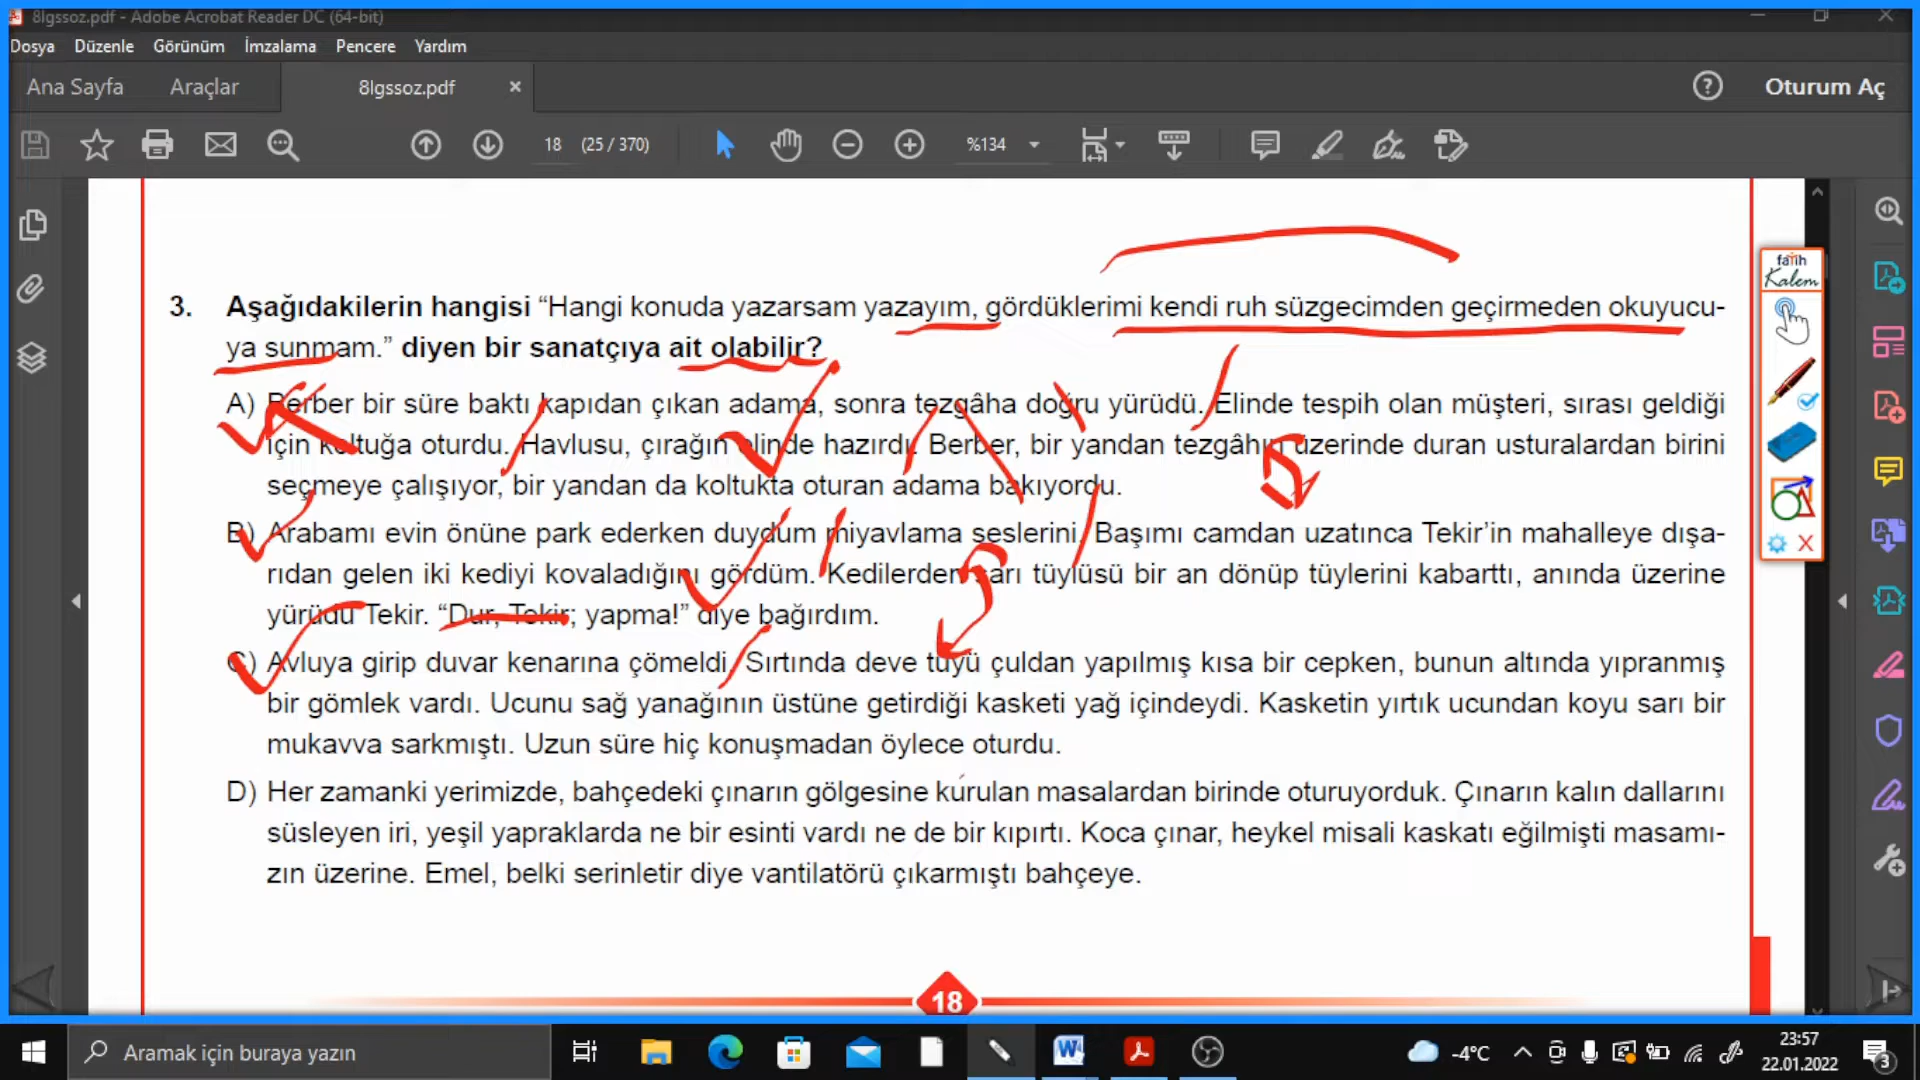 8lgssoz.pdf - Adobe Acrobat Reader DC (64-bit)
Dosya Düzenle Görünüm İmzalama Pencere Yardım
Ana Sayfa Araçlar 8lgssoz.pdf × Oturum Aç
18 (25 / 370) %134
fatih
Kalem
3. Aşağıdakilerin hangisi “Hangi konuda yazarsam yazayım, gördüklerimi kendi ruh süzgecimden geçirmeden okuyucu-
ya sunmam.” diyen bir sanatçıya ait olabilir?
A) Berber bir süre baktı kapıdan çıkan adama, sonra tezgâha doğru yürüdü. Elinde tespih olan müşteri, sırası geldiği
için koltuğa oturdu. Havlusu, çırağın elinde hazırdı. Berber, bir yandan tezgâhın üzerinde duran usturalardan birini
seçmeye çalışıyor, bir yandan da koltukta oturan adama bakıyordu.
B) Arabamı evin önüne park ederken duydum miyavlama seslerini. Başımı camdan uzatınca Tekir’in mahalleye dışa-
rıdan gelen iki kediyi kovaladığını gördüm. Kedilerden sarı tüylüsü bir an dönüp tüylerini kabarttı, anında üzerine
yürüdü Tekir. “Dur, Tekir; yapma!” diye bağırdım.
C) Avluya girip duvar kenarına çömeldi. Sırtında deve tüyü çuldan yapılmış kısa bir cepken, bunun altında yıpranmış
bir gömlek vardı. Ucunu sağ yanağının üstüne getirdiği kasketi yağ içindeydi. Kasketin yırtık ucundan koyu sarı bir
mukavva sarkmıştı. Uzun süre hiç konuşmadan öylece oturdu.
D) Her zamanki yerimizde, bahçedeki çınarın gölgesine kurulan masalardan birinde oturuyorduk. Çınarın kalın dallarını
süsleyen iri, yeşil yapraklarda ne bir esinti vardı ne de bir kıpırtı. Koca çınar, heykel misali kaskatı eğilmişti masamı-
zın üzerine. Emel, belki serinletir diye vantilatörü çıkarmıştı bahçeye.
18
Aramak için buraya yazın
-4°C
23:57
22.01.2022
3